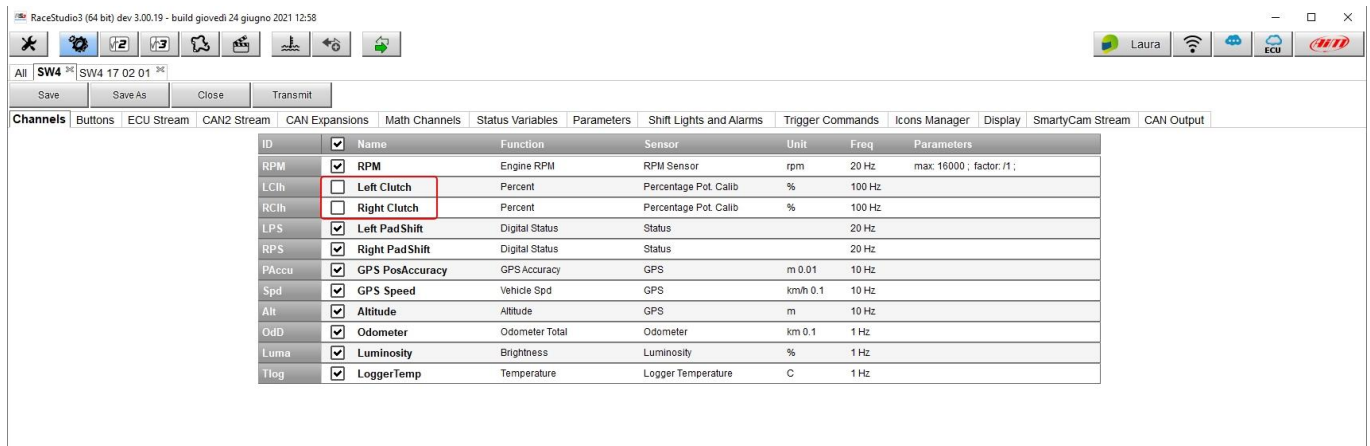 RaceStudio3 (64 bit) dev 3.00.19 - build giovedì 24 giugno 2021 12:58
2 3 Laura ECU AiM
All SW4 SW4 17 02 01
Save Save As Close Transmit
Channels Buttons ECU Stream CAN2 Stream CAN Expansions Math Channels Status Variables Parameters Shift Lights and Alarms Trigger Commands Icons Manager Display SmartyCam Stream CAN Output
ID Name Function Sensor Unit Freq Parameters
RPM RPM Engine RPM RPM Sensor rpm 20 Hz max: 16000 ; factor: /1 ;
LClh Left Clutch Percent Percentage Pot. Calib % 100 Hz
RClh Right Clutch Percent Percentage Pot. Calib % 100 Hz
LPS Left PadShift Digital Status Status 20 Hz
RPS Right PadShift Digital Status Status 20 Hz
PAccu GPS PosAccuracy GPS Accuracy GPS m 0.01 10 Hz
Spd GPS Speed Vehicle Spd GPS km/h 0.1 10 Hz
Alt Altitude Altitude GPS m 10 Hz
OdD Odometer Odometer Total Odometer km 0.1 1 Hz
Luma Luminosity Brightness Luminosity % 1 Hz
Tlog LoggerTemp Temperature Logger Temperature C 1 Hz